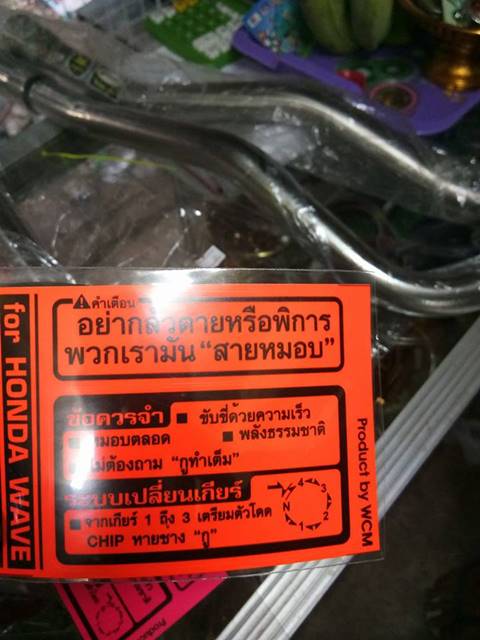 for HONDA WAVE
คำเตือน
อย่ากลัวตายหรือพิการ
พวกเรามัน “สายหมอบ”
ข้อควรจำ
■ ขับขี่ด้วยความเร็ว
หมอบตลอด
■ พลังธรรมชาติ
ไม่ต้องถาม “กูทำเต็ม”
ระบบเปลี่ยนเกียร์
■ จากเกียร์ 1 ถึง 3 เตรียมตัวโดด
CHIP หายช่าง “กู”
N 4 3 2 1
Product by WCM